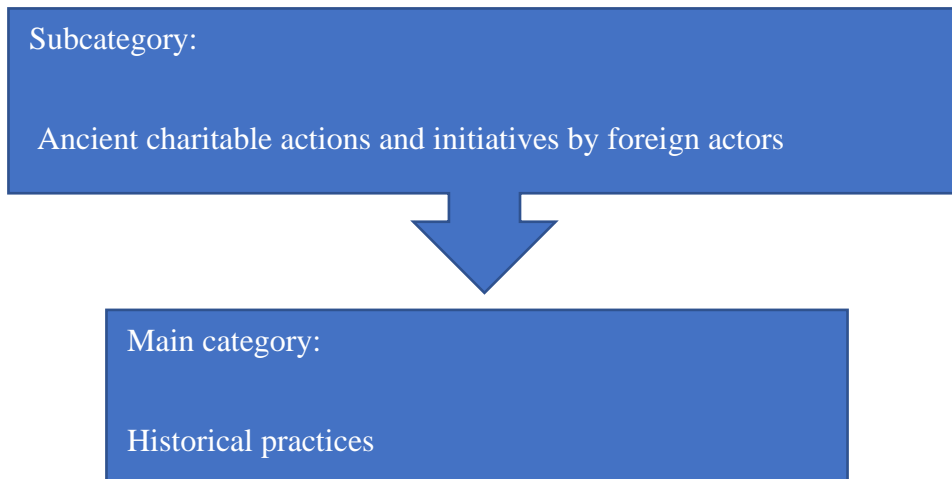 Subcategory:
Ancient charitable actions and initiatives by foreign actors
Main category:
Historical practices